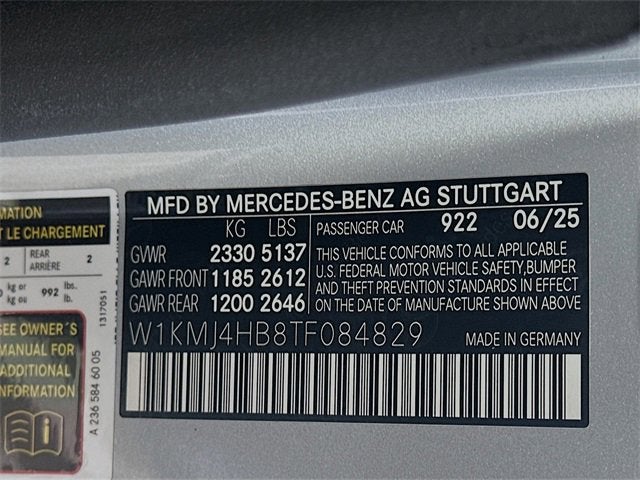 MATION
T LE CHARGEMENT
2 REAR ARRIÈRE 2
kg ou 992 lbs. lb.
1317051
SEE OWNER´S
MANUAL FOR
ADDITIONAL
INFORMATION
A 236 584 60 05
MFD BY MERCEDES-BENZ AG STUTTGART
KG LBS
GVWR 2330 5137
GAWR FRONT 1185 2612
GAWR REAR 1200 2646
PASSENGER CAR 922 06/25
THIS VEHICLE CONFORMS TO ALL APPLICABLE
U.S. FEDERAL MOTOR VEHICLE SAFETY,BUMPER
AND THEFT PREVENTION STANDARDS IN EFFECT
ON THE DATE OF MANUFACTURE SHOWN ABOVE
W1KMJ4HB8TF084829
MADE IN GERMANY